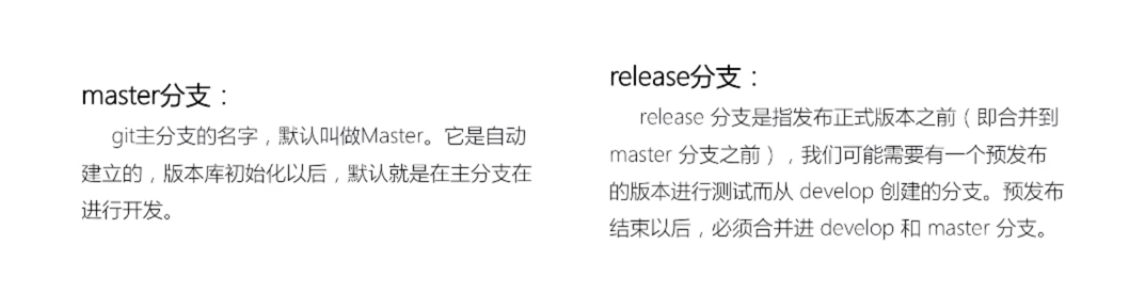 master分支：
git主分支的名字，默认叫做Master。它是自动
建立的，版本库初始化以后，默认就是在主分支在
进行开发。
release分支：
release 分支是指发布正式版本之前（即合并到
master 分支之前），我们可能需要有一个预发布
的版本进行测试而从 develop 创建的分支。预发布
结束以后，必须合并进 develop 和 master 分支。